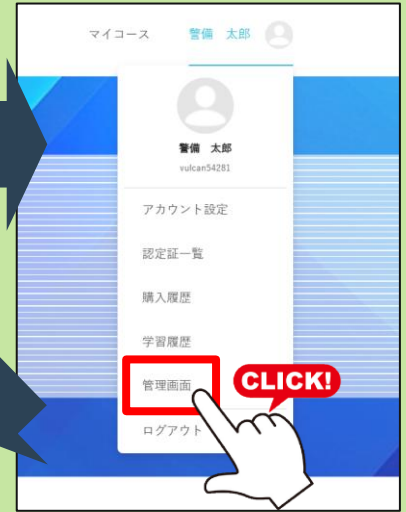 マイコース 警備 太郎
警備 太郎
vulcan54281
アカウント設定
認定証一覧
購入履歴
学習履歴
管理画面
CLICK!
ログアウト